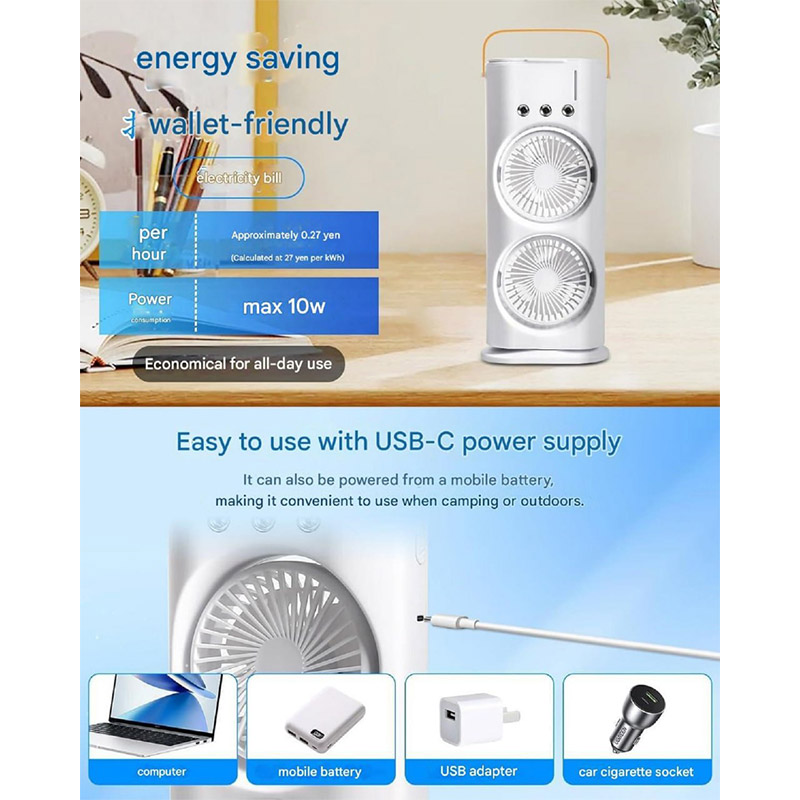 energy saving
wallet-friendly
electricity bill
per
hour
Approximately 0.27 yen
(Calculated at 27 yen per kWh)
Power
consumption
max 10w
Economical for all-day use
Easy to use with USB-C power supply
It can also be powered from a mobile battery,
making it convenient to use when camping or outdoors.
computer
mobile battery
USB adapter
car cigarette socket